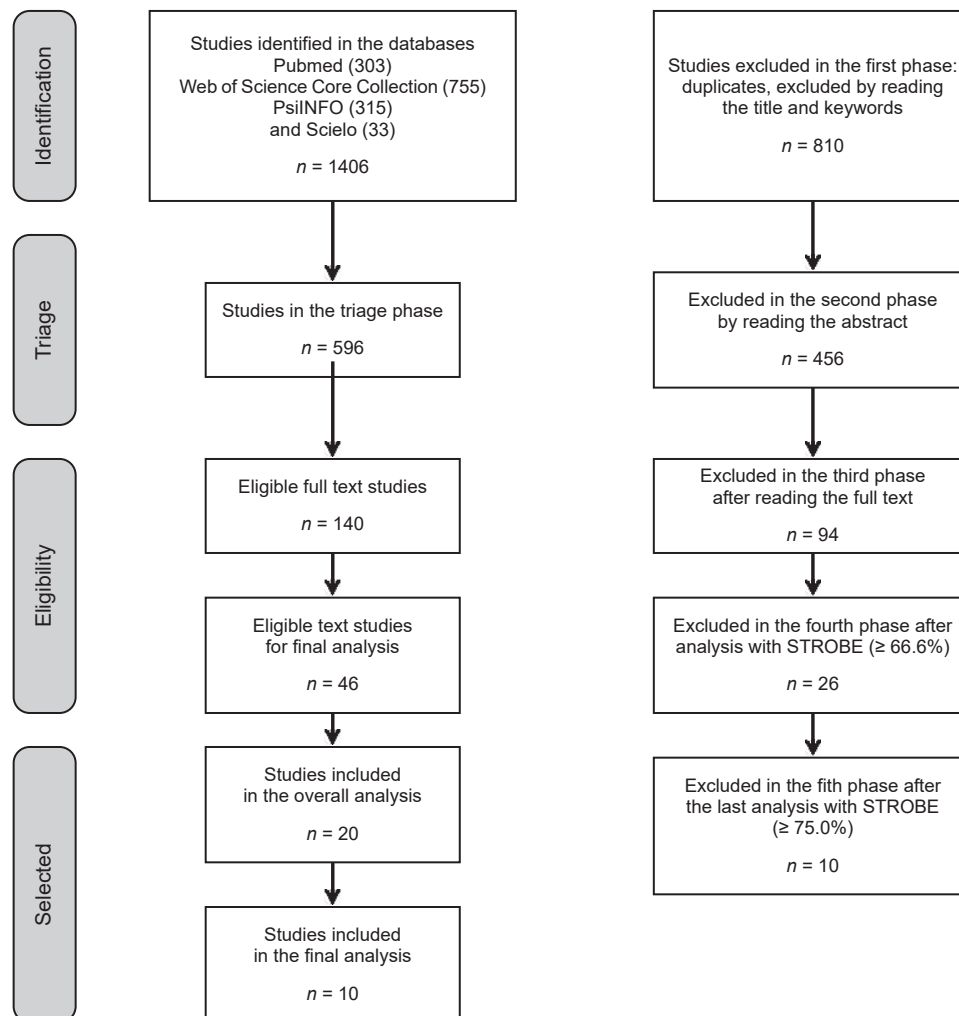 Identification
Studies identified in the databases
Pubmed (303)
Web of Science Core Collection (755)
PsiINFO (315)
and Scielo (33)
n = 1406
Studies excluded in the first phase:
duplicates, excluded by reading
the title and keywords
n = 810
Triage
Studies in the triage phase
n = 596
Excluded in the second phase
by reading the abstract
n = 456
Eligibility
Eligible full text studies
n = 140
Excluded in the third phase
after reading the full text
n = 94
Eligible text studies
for final analysis
n = 46
Excluded in the fourth phase after
analysis with STROBE (≥ 66.6%)
n = 26
Selected
Studies included
in the overall analysis
n = 20
Excluded in the fith phase after
the last analysis with STROBE
(≥ 75.0%)
n = 10
Studies included
in the final analysis
n = 10